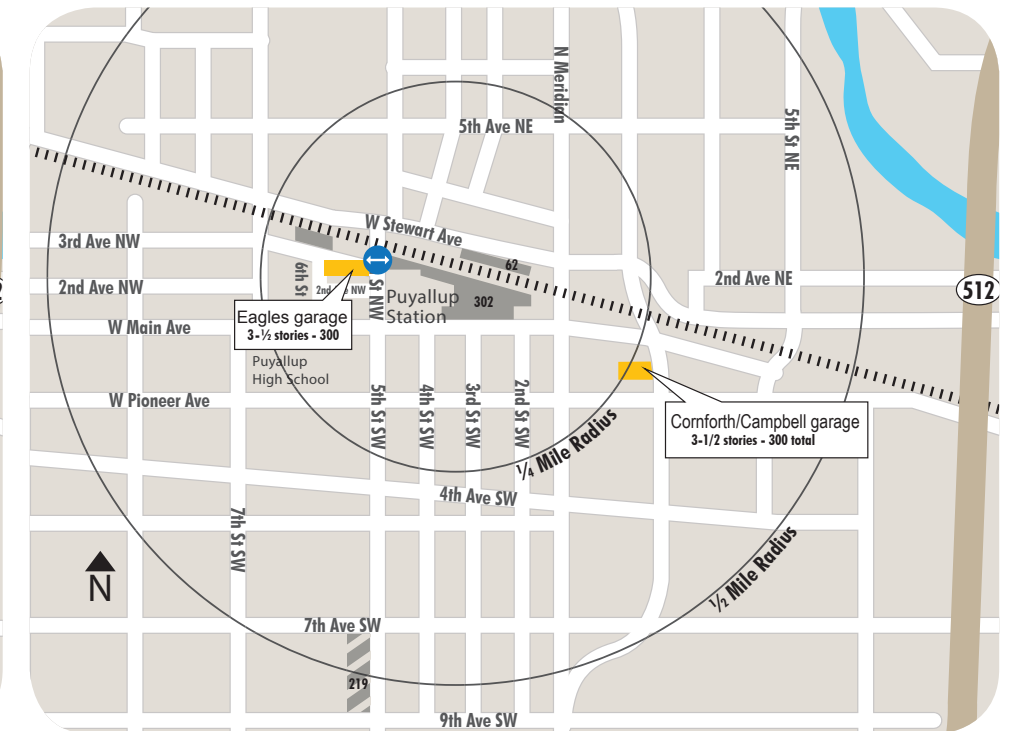 N Meridian
5th Ave NE
5th St NE
W Stewart Ave
3rd Ave NW
62
2nd Ave NE
2nd Ave NW
6th St
St NW
Puyallup
Station
302
512
Eagles garage
3-½ stories - 300
W Main Ave
Puyallup
High School
W Pioneer Ave
5th St SW
4th St SW
3rd St SW
2nd St SW
Cornforth/Campbell garage
3-1/2 stories - 300 total
1/4 Mile Radius
4th Ave SW
7th St SW
N
1/2 Mile Radius
7th Ave SW
219
9th Ave SW